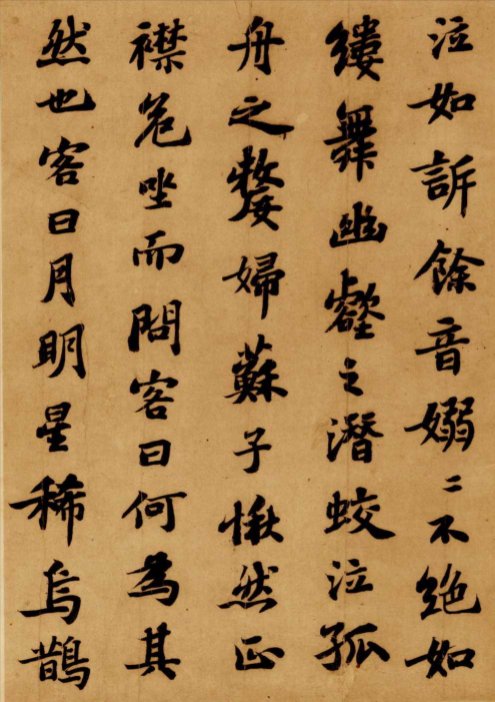 泣如訴餘音嫋〻不絶如
縷舞幽壑之潛蛟泣孤
舟之嫠婦蘇子愀然正
襟危坐而問客曰何為其
然也客曰月明星稀烏鵲